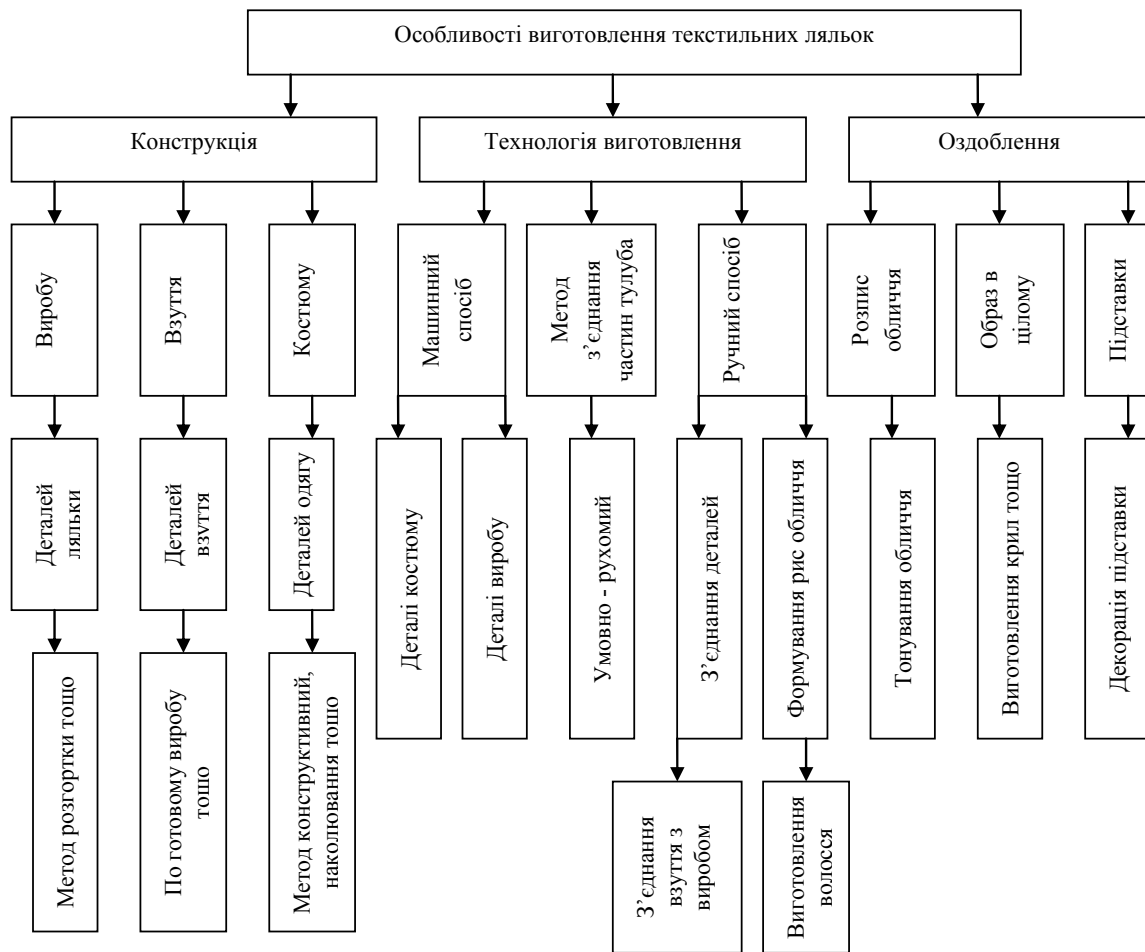 Особливості виготовлення текстильних ляльок
Конструкція
Технологія виготовлення
Оздоблення
Виробу
Взуття
Костюму
Машинний
спосіб
Метод
з’єднання
частин тулуба
Ручний спосіб
Розпис
обличчя
Образ в
цілому
Підставки
Деталей
ляльки
Деталей
взуття
Деталей одягу
Деталі костюму
Деталі виробу
Умовно - рухомий
З’єднання деталей
Формування рис обличчя
Тонування обличчя
Виготовлення крил тощо
Декорація підставки
Метод розгортки тощо
По готовому виробу
тощо
Метод конструктивний,
наколювання тощо
З’єднання
взуття з
виробом
Виготовлення
волосся